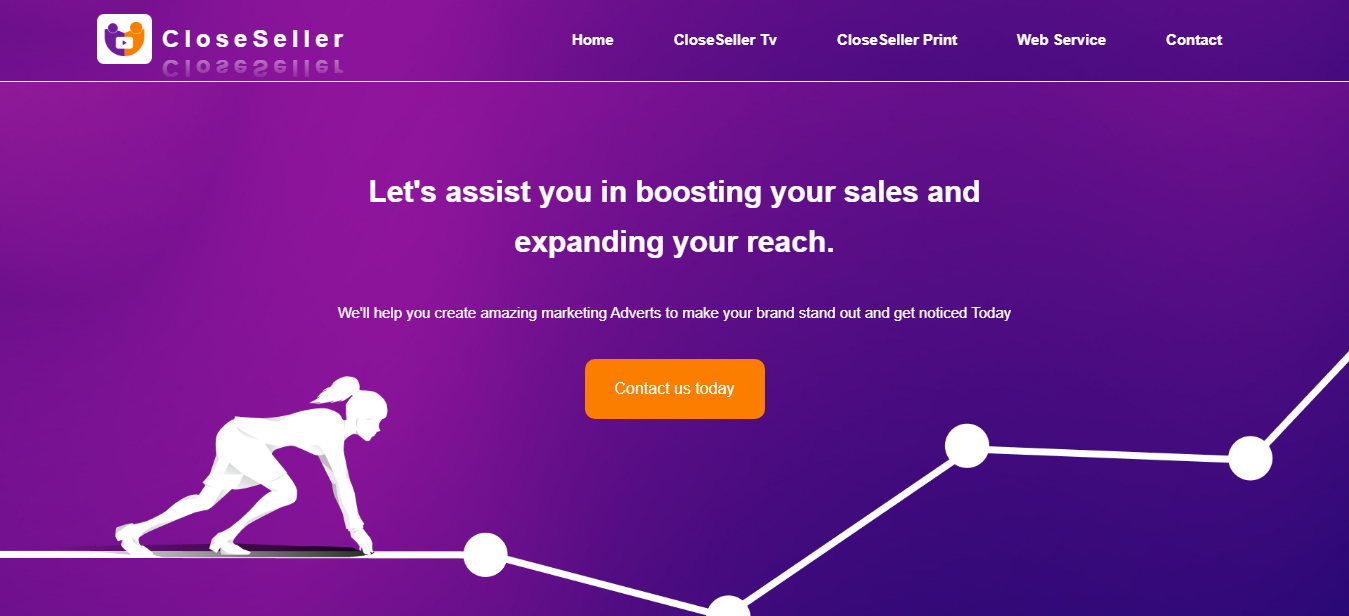 CloseSeller
Home
CloseSeller Tv
CloseSeller Print
Web Service
Contact
Let's assist you in boosting your sales and
expanding your reach.
We'll help you create amazing marketing Adverts to make your brand stand out and get noticed Today
Contact us today